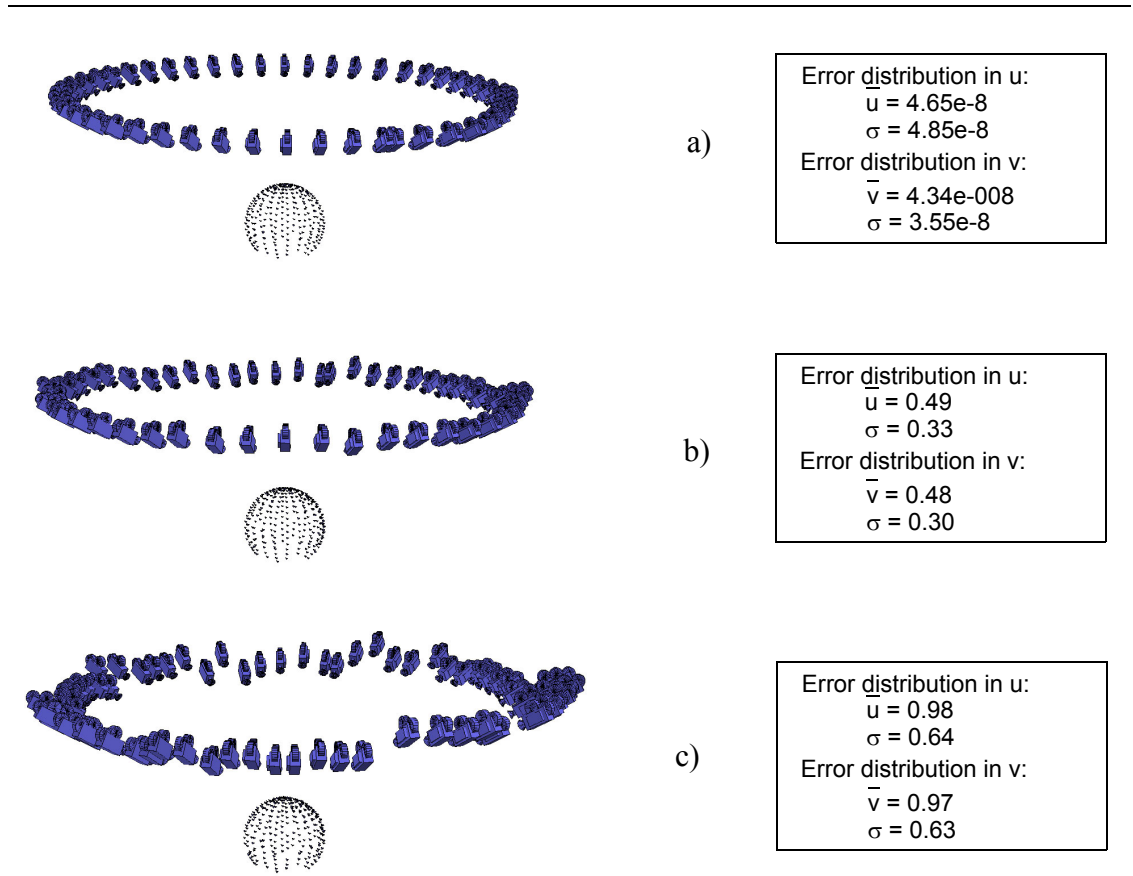 a)
Error distribution in u:
u̅ = 4.65e-8
σ = 4.85e-8
Error distribution in v:
v̅ = 4.34e-008
σ = 3.55e-8
b)
Error distribution in u:
u̅ = 0.49
σ = 0.33
Error distribution in v:
v̅ = 0.48
σ = 0.30
c)
Error distribution in u:
u̅ = 0.98
σ = 0.64
Error distribution in v:
v̅ = 0.97
σ = 0.63